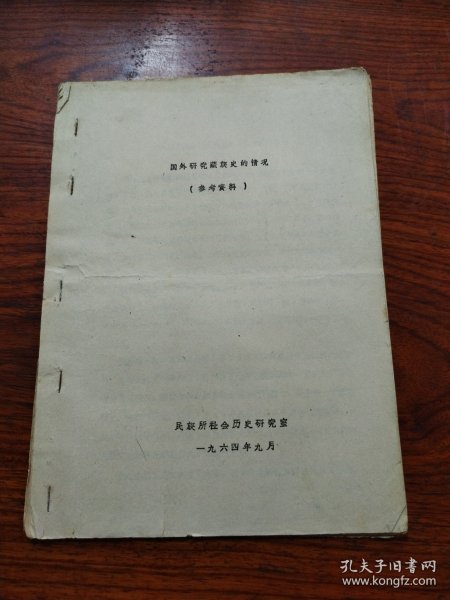 国外研究藏族史的情况
(参考资料)
民族所社会历史研究室
一九六四年九月
孔夫子旧书网
www.kongfz.com